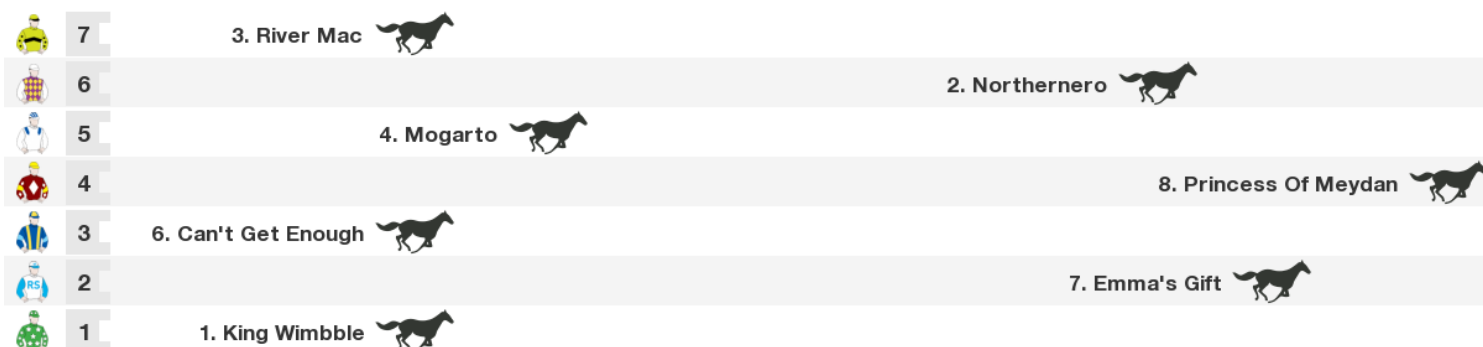 7 3. River Mac
6 2. Northernero
5 4. Mogarto
4 8. Princess Of Meydan
3 6. Can't Get Enough
RS 2 7. Emma's Gift
1 1. King Wimbble